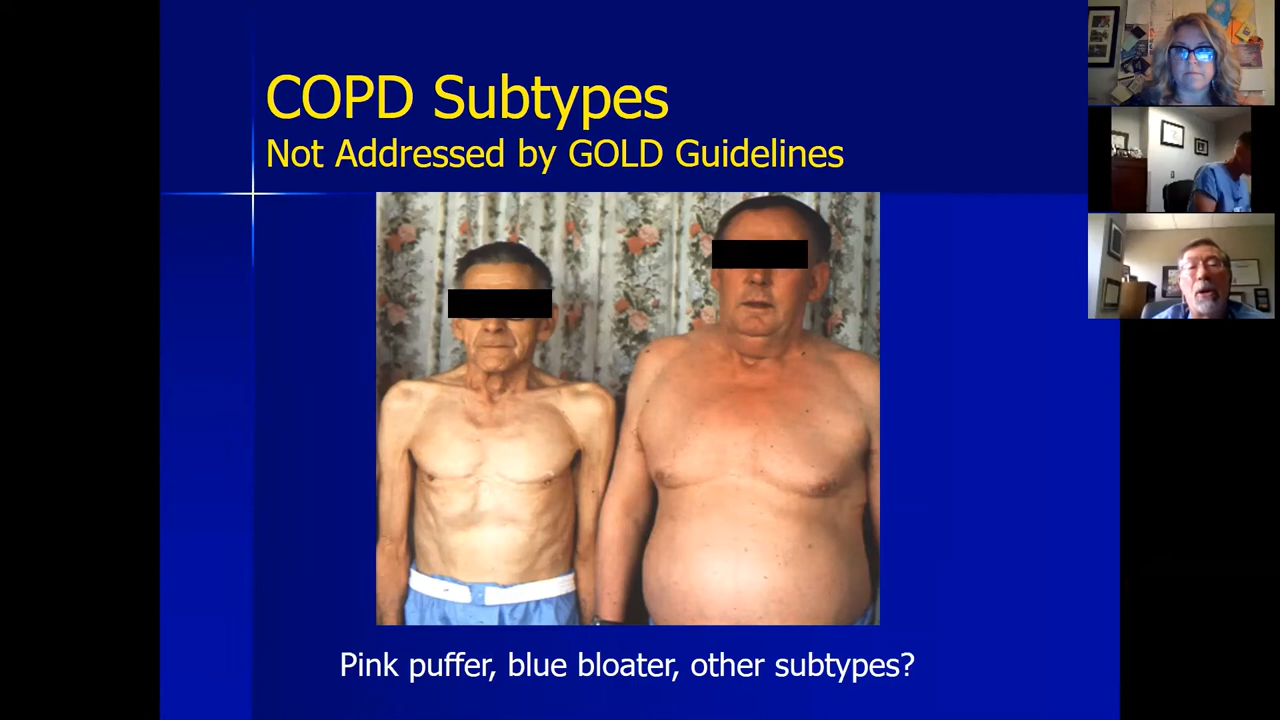 COPD Subtypes
Not Addressed by GOLD Guidelines
Pink puffer, blue bloater, other subtypes?